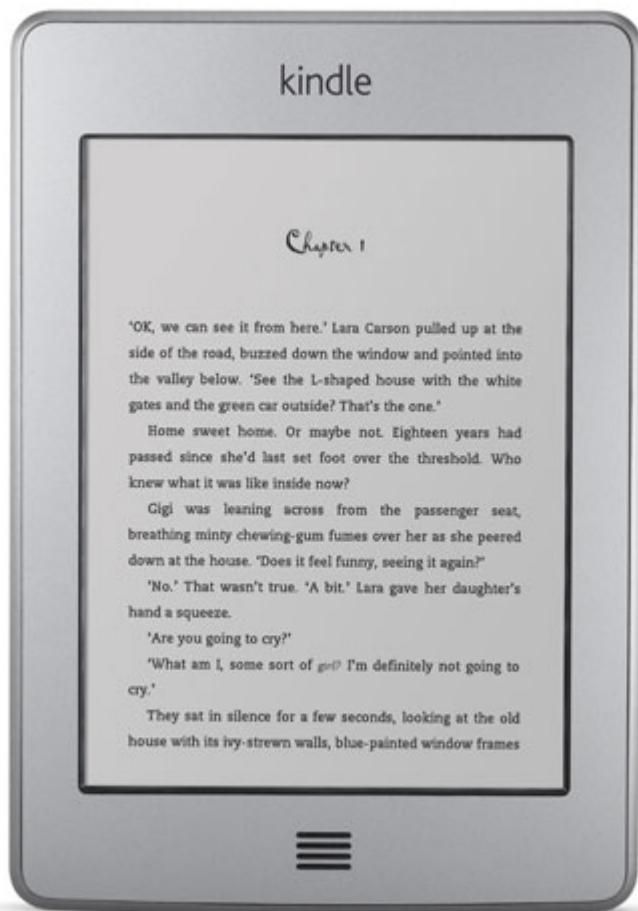 kindle
Chapter 1
'OK, we can see it from here.' Lara Carson pulled up at the
side of the road, buzzed down the window and pointed into
the valley below. 'See the L-shaped house with the white
gates and the green car outside? That's the one.'
Home sweet home. Or maybe not. Eighteen years had
passed since she'd last set foot over the threshold. Who
knew what it was like inside now?
Gigi was leaning across from the passenger seat,
breathing minty chewing-gum fumes over her as she peered
down at the house. 'Does it feel funny, seeing it again?'
'No.' That wasn't true. 'A bit.' Lara gave her daughter's
hand a squeeze.
'Are you going to cry?'
'What am I, some sort of girl? I'm definitely not going to
cry.'
They sat in silence for a few seconds, looking at the old
house with its ivy-strewn walls, blue-painted window frames